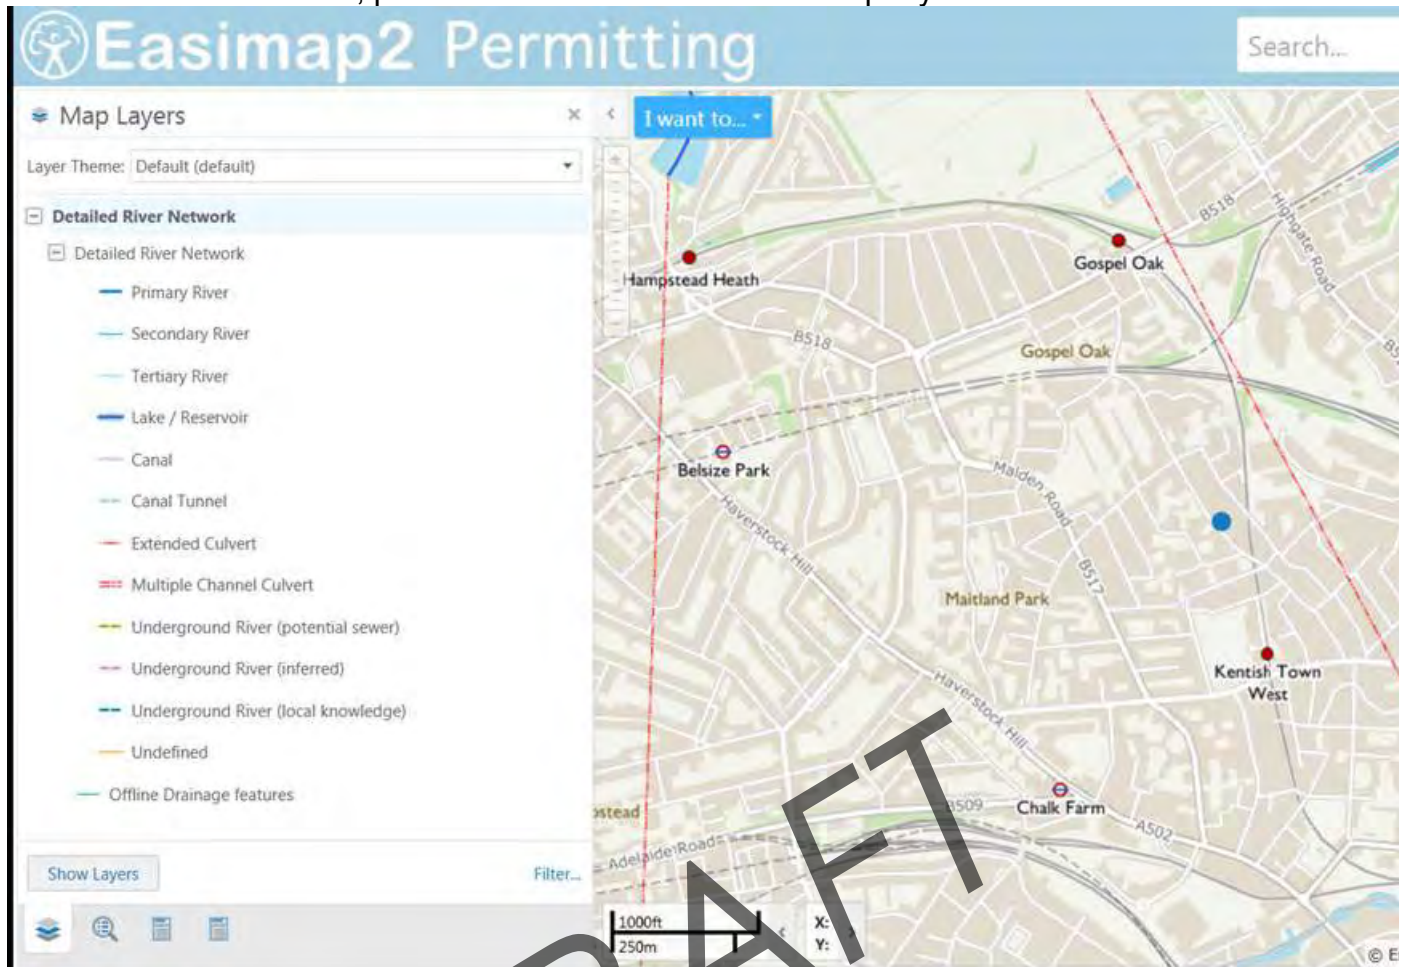 Easimap2 Permitting
Search...
Map Layers
I want to...
Layer Theme: Default (default)
Detailed River Network
Detailed River Network
Primary River
Secondary River
Tertiary River
Lake / Reservoir
Canal
Canal Tunnel
Extended Culvert
Multiple Channel Culvert
Underground River (potential sewer)
Underground River (inferred)
Underground River (local knowledge)
Undefined
Offline Drainage features
Show Layers
Filter...
B518
Highgate Road
Hampstead Heath
Gospel Oak
B518
Gospel Oak
Belsize Park
Malden Road
Haverstock Hill
B517
Maitland Park
Kentish Town
West
Haverstock Hill
B509
Chalk Farm
A502
pstead
Adelaide Road
1000ft
250m
X:
Y:
© E